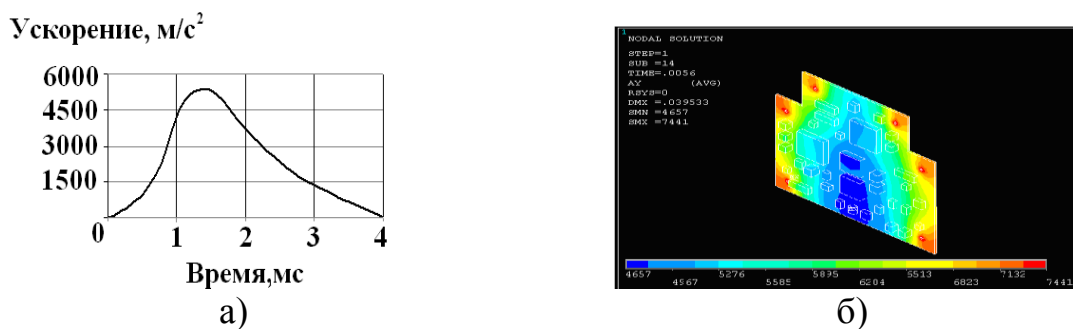 Ускорение, м/с²
6000
4500
3000
1500
0 1 2 3 4
Время,мс
а)
1
NODAL SOLUTION
STEP=1
SUB =14
TIME=.0056
AY (AVG)
RSYS=0
DMX =.039533
SMN =4657
SMX =7441
4657 5276 5895 6513 7132
4967 5585 6204 6823 7441
б)